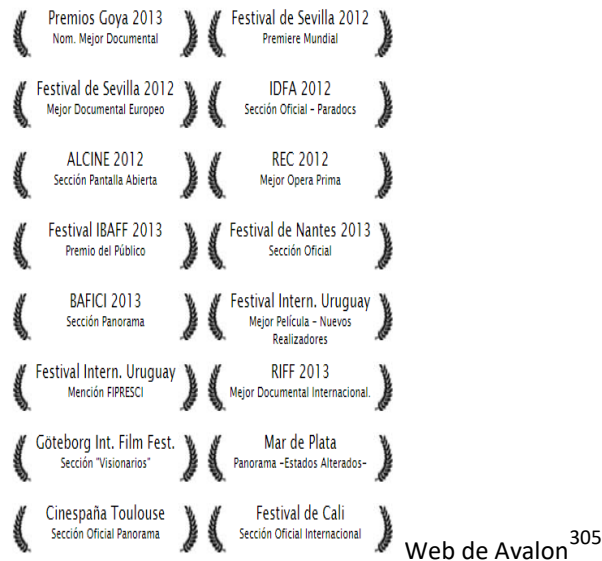 Premios Goya 2013
Nom. Mejor Documental
Festival de Sevilla 2012
Premiere Mundial
Festival de Sevilla 2012
Mejor Documental Europeo
IDFA 2012
Sección Oficial - Paradocs
ALCINE 2012
Sección Pantalla Abierta
REC 2012
Mejor Opera Prima
Festival IBAFF 2013
Premio del Público
Festival de Nantes 2013
Sección Oficial
BAFICI 2013
Sección Panorama
Festival Intern. Uruguay
Mejor Película - Nuevos
Realizadores
Festival Intern. Uruguay
Mención FIPRESCI
RIFF 2013
Mejor Documental Internacional.
Göteborg Int. Film Fest.
Sección "Visionarios"
Mar de Plata
Panorama -Estados Alterados-
Cinespaña Toulouse
Sección Oficial Panorama
Festival de Cali
Sección Oficial Internacional
Web de Avalon305